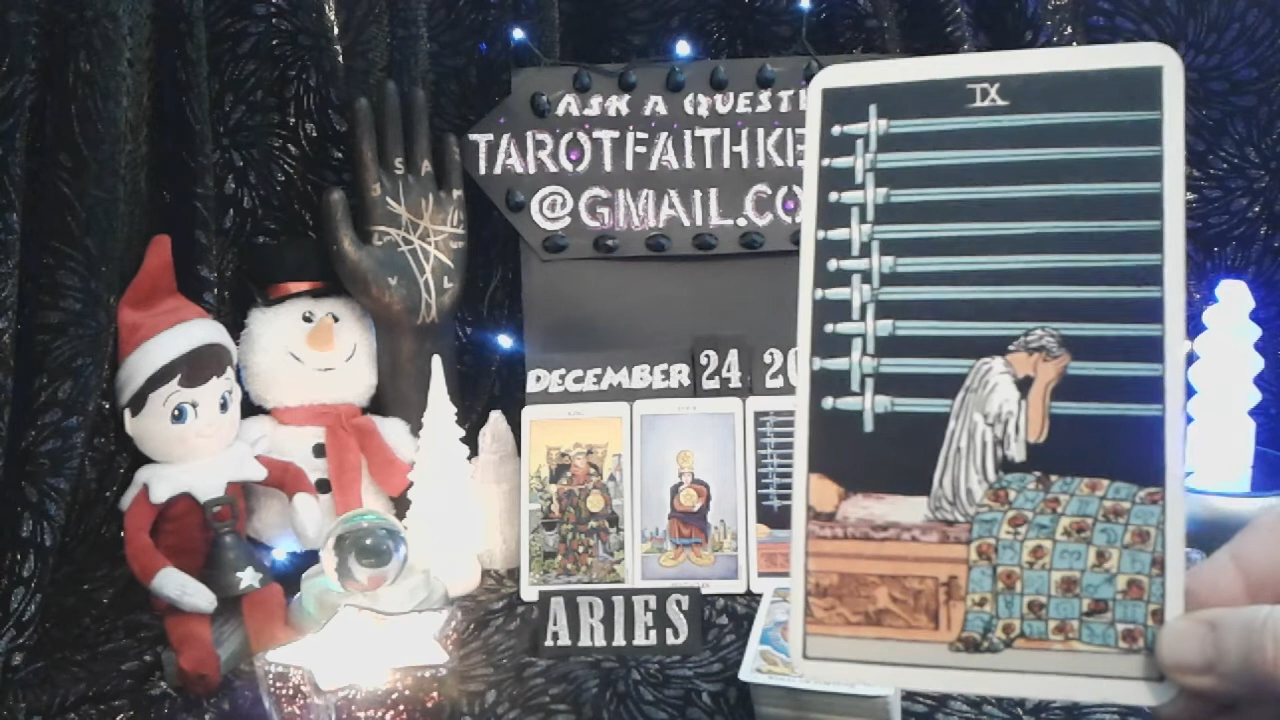 ASK A QUESTI
TAROTFAITHKE
@GMAIL.CO
S A
L
V L
IX
DECEMBER 24 20
ARIES